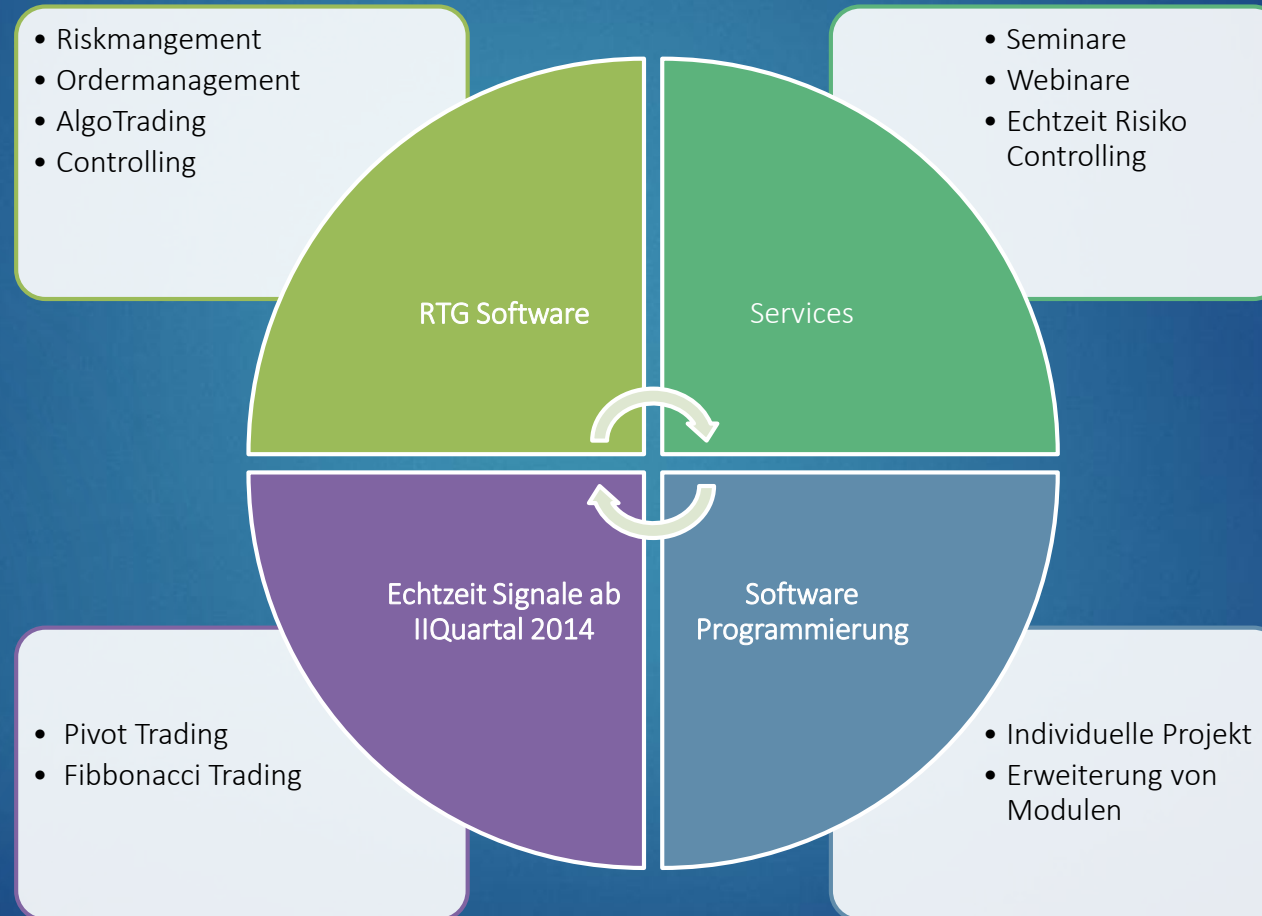 • Riskmangement
• Ordermanagement
• AlgoTrading
• Controlling
• Seminare
• Webinare
• Echtzeit Risiko
Controlling
RTG Software
Services
Echtzeit Signale ab
IIQuartal 2014
Software
Programmierung
• Pivot Trading
• Fibbonacci Trading
• Individuelle Projekt
• Erweiterung von
Modulen